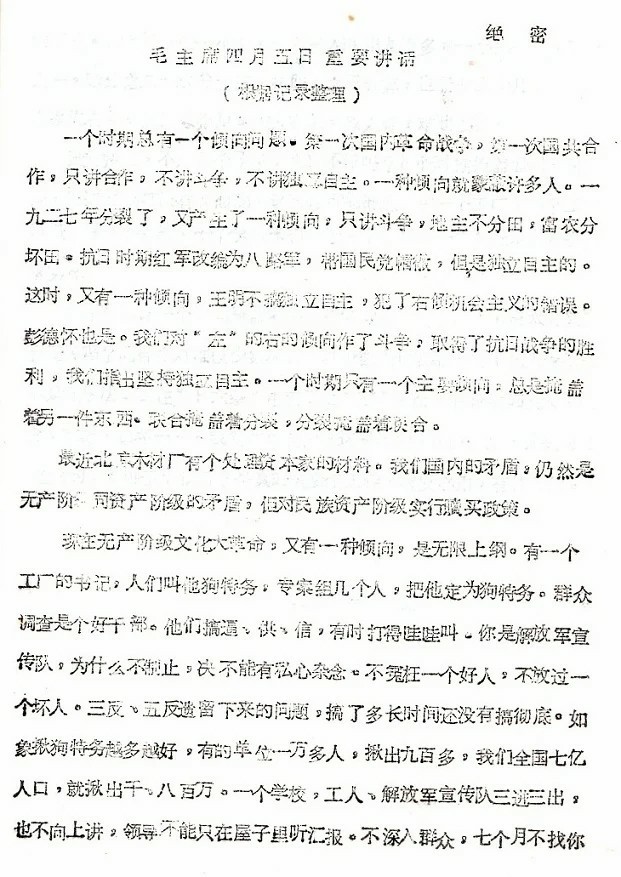 绝 密
毛主席四月五日重要讲话
（根据记录整理）
一个时期总有一个倾向问题。第一次国内革命战争，第一次国共合
作，只讲合作，不讲斗争，不讲独立自主。一种倾向就蒙蔽许多人。一
九二七年分裂了，又产生了一种倾向，只讲斗争，地主不分田，富农分
坏田。抗日时期红军改编为八路军，带国民党帽徽，但是独立自主的。
这时，又有一种倾向，王明不搞独立自主，犯了右倾机会主义的错误。
彭德怀也是。我们对“左”的右的倾向作了斗争，取得了抗日战争的胜
利，我们指出坚持独立自主。一个时期只有一个主要倾向，总是掩盖
着另一件东西。联合掩盖着分裂，分裂掩盖着联合。
最近北京木材厂有个处理资本家的材料。我们国内的矛盾，仍然是
无产阶 同资产阶级的矛盾，但对民族资产阶级实行赎买政策。
现在无产阶级文化大革命，又有一种倾向，是无限上纲。有一个
工厂的书记，人们叫他狗特务，专案组几个人，把他定为狗特务。群众
调查是个好干部。他们搞逼、供、信，有时打得哇哇叫。你是解放军宣
传队，为什么不制止，决不能有私心杂念。不冤枉一个好人，不放过一
个坏人。三反、五反遗留下来的问题，搞了多长时间还没有搞彻底。如
象揪狗特务越多越好，有的单位一万多人，揪出九百多，我们全国七亿
人口，就揪出千、八百万。一个学校，工人、解放军宣传队三进三出，
也不向上讲，领导不能只在屋子里听汇报。不深入群众，七个月不找你